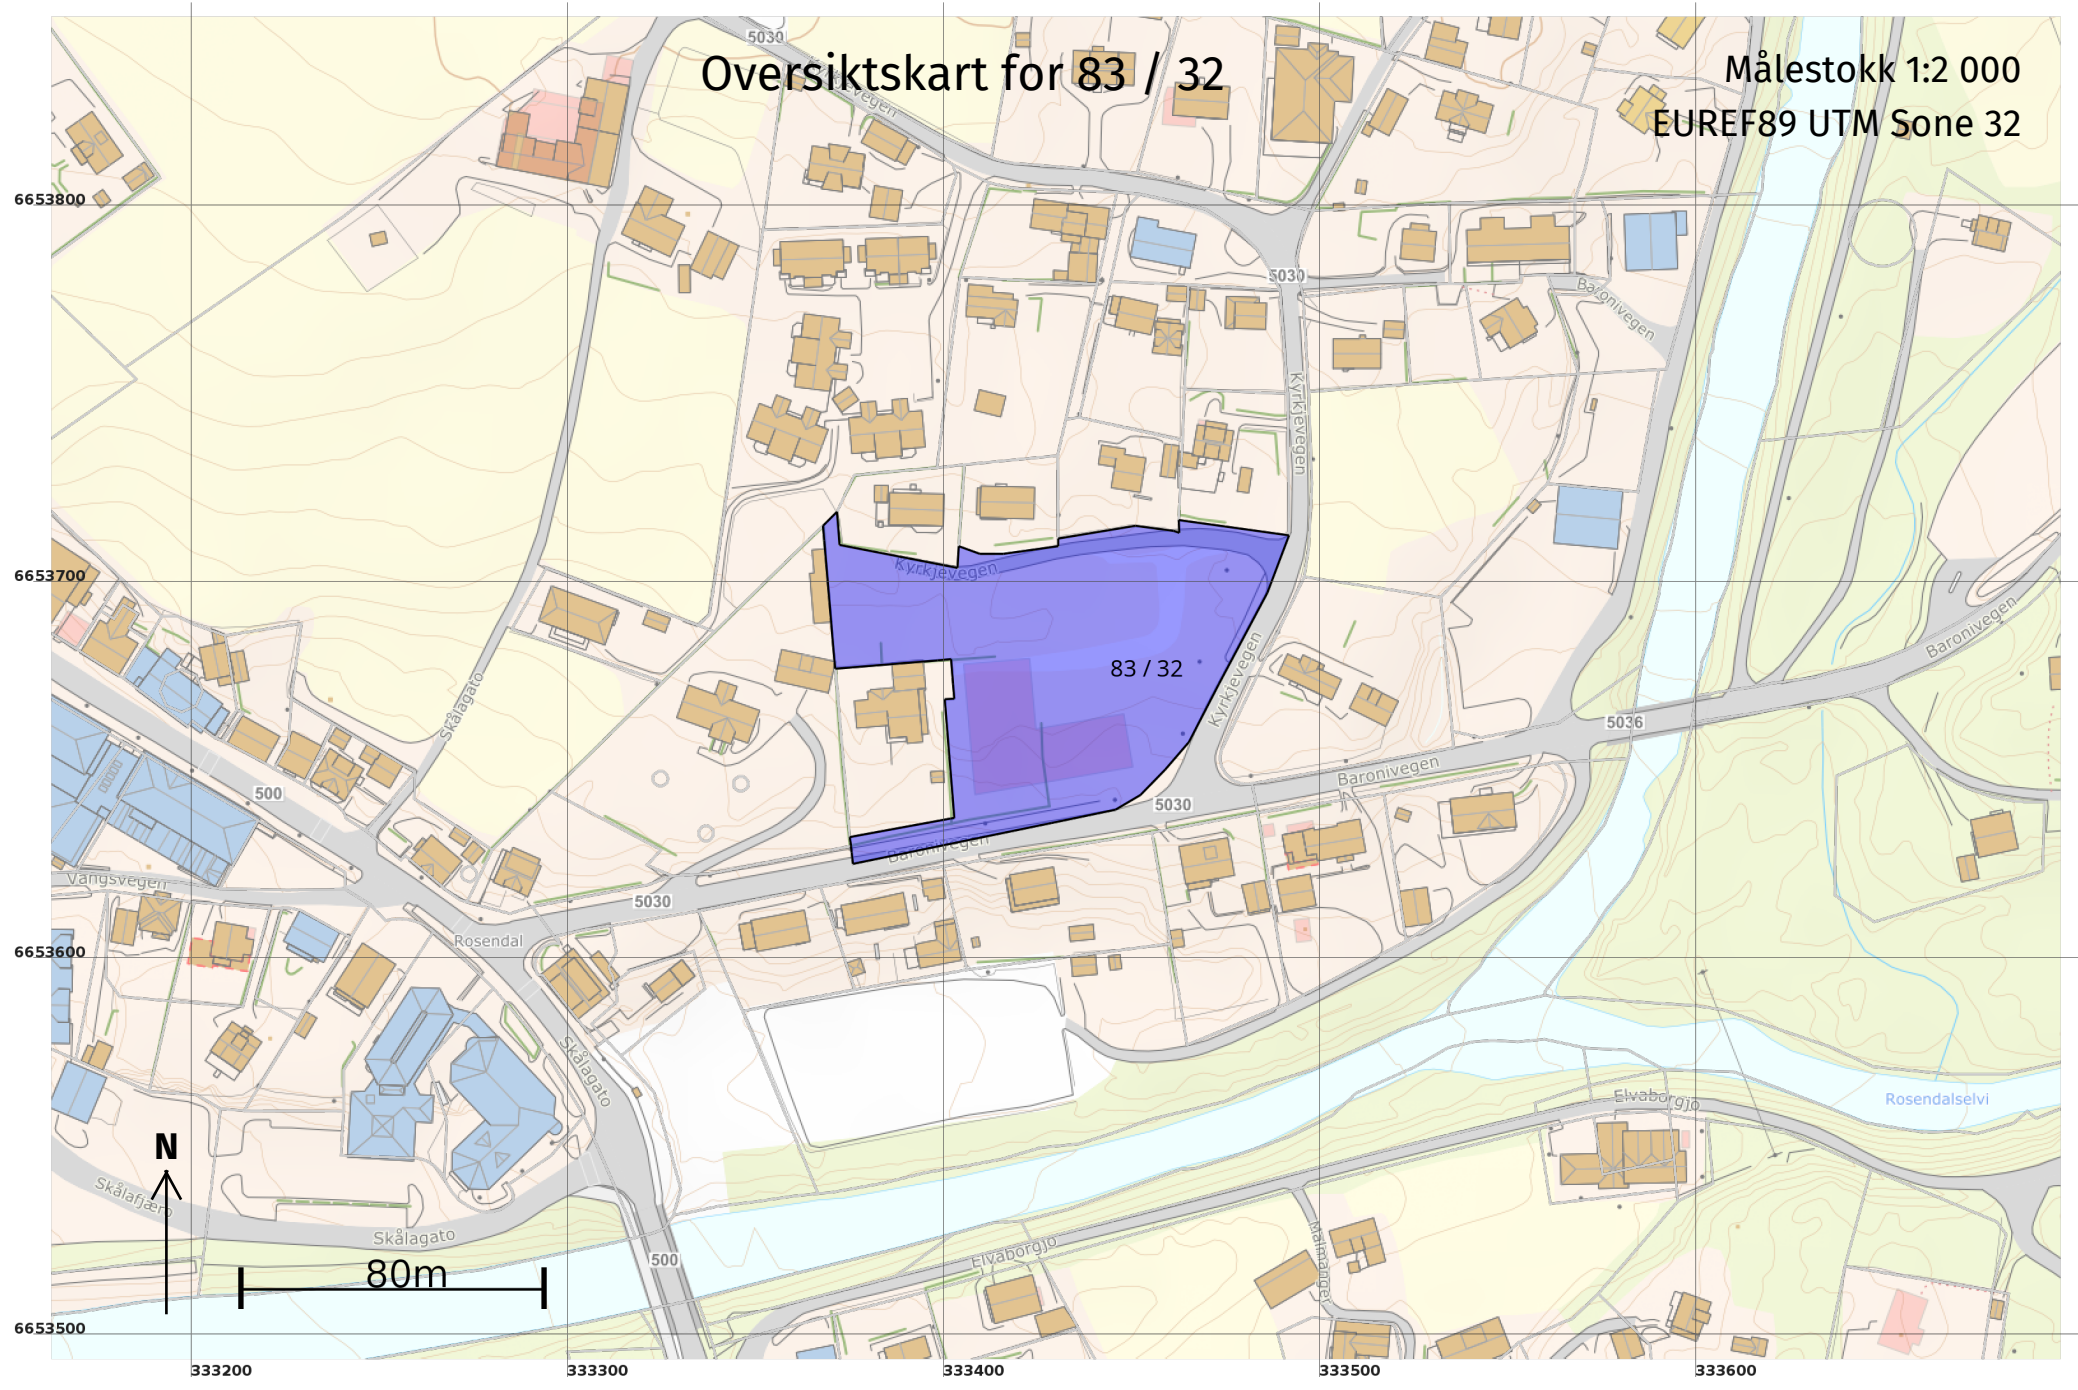 5030
Oversiktskart for 83 / 32
Målestokk 1:2 000
EUREF89 UTM Sone 32
Kyrkjevegen
6653800
5030
Baronivegen
Kyrkjevegen
6653700
Kyrkjevegen
Baronivegen
Kyrkjevegen
83 / 32
Skålagato
5036
Baronivegen
500
5030
Baronivegen
Vangsvegen
5030
Rosendal
6653600
Skålagato
Elvaborgjo
Rosendalselvi
N
Skålafjæro
Skålagato
Elvaborgjo
Malmanger
500
80m
6653500
333200
333300
333400
333500
333600